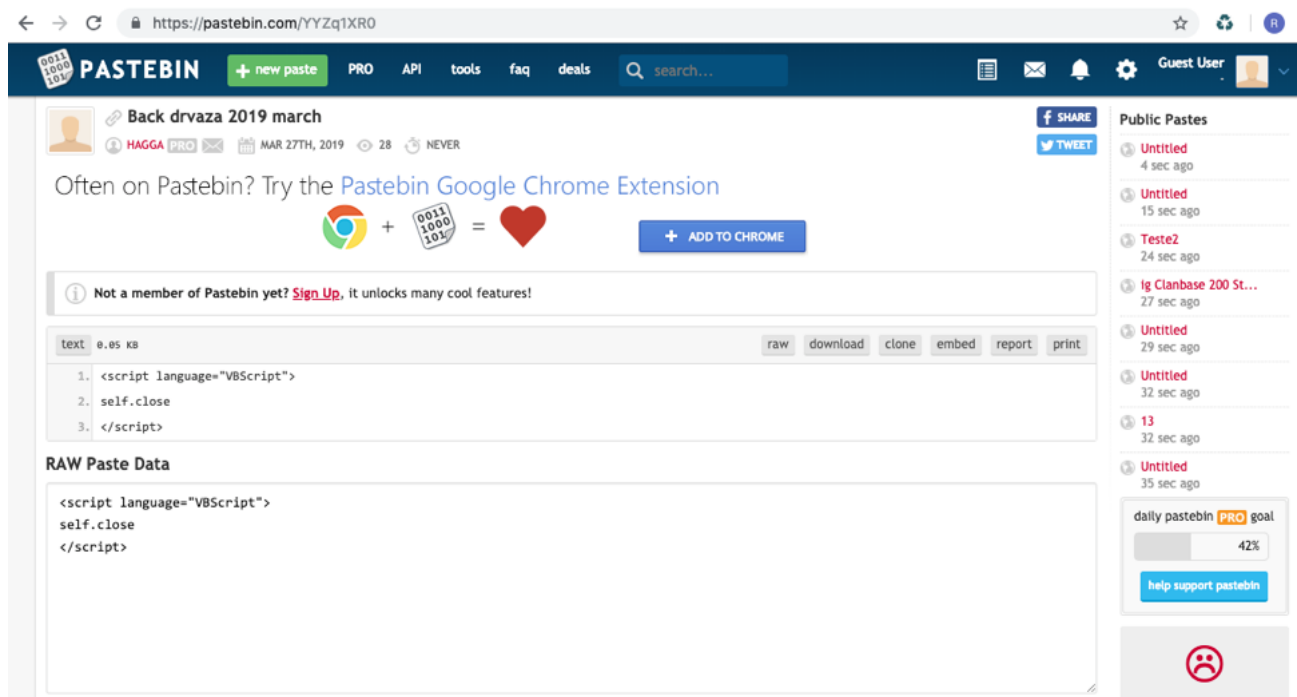 https://pastebin.com/YYZq1XR0
R
0011 1000 101 PASTEBIN + new paste PRO API tools faq deals search... Guest User
-
Back drvaza 2019 march
HAGGA PRO MAR 27TH, 2019 28 NEVER
f SHARE
TWEET
Often on Pastebin? Try the Pastebin Google Chrome Extension
+ 0011 1000 101 = + ADD TO CHROME
i Not a member of Pastebin yet? Sign Up, it unlocks many cool features!
text 0.05 KB raw download clone embed report print
1. <script language="VBScript">
2. self.close
3. </script>
RAW Paste Data
<script language="VBScript">
self.close
</script>
Public Pastes
Untitled
4 sec ago
Untitled
15 sec ago
Teste2
24 sec ago
Ig Clanbase 200 St...
27 sec ago
Untitled
29 sec ago
Untitled
32 sec ago
13
32 sec ago
Untitled
35 sec ago
daily pastebin PRO goal
42%
help support pastebin